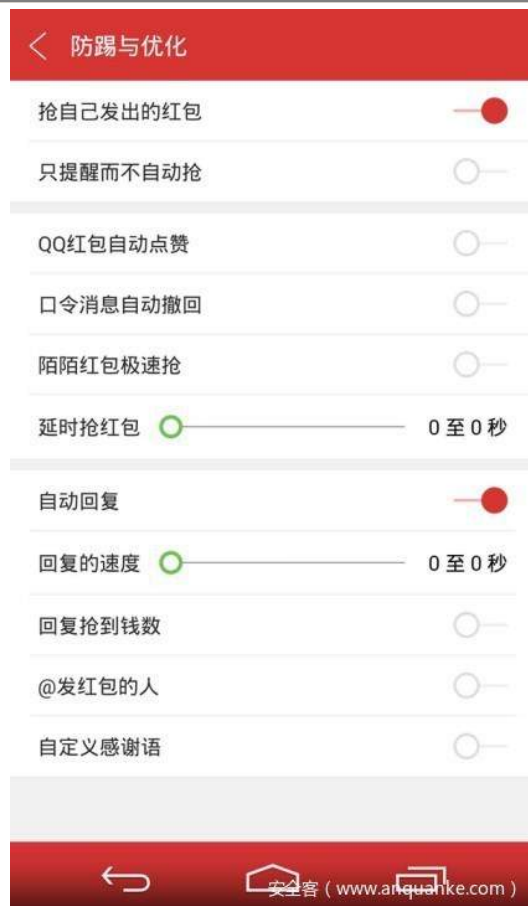 防踢与优化
抢自己发出的红包
只提醒而不自动抢
QQ红包自动点赞
口令消息自动撤回
陌陌红包极速抢
延时抢红包 0 至 0 秒
自动回复
回复的速度 0 至 0 秒
回复抢到钱数
@发红包的人
自定义感谢语
安全客（www.anquanke.com）